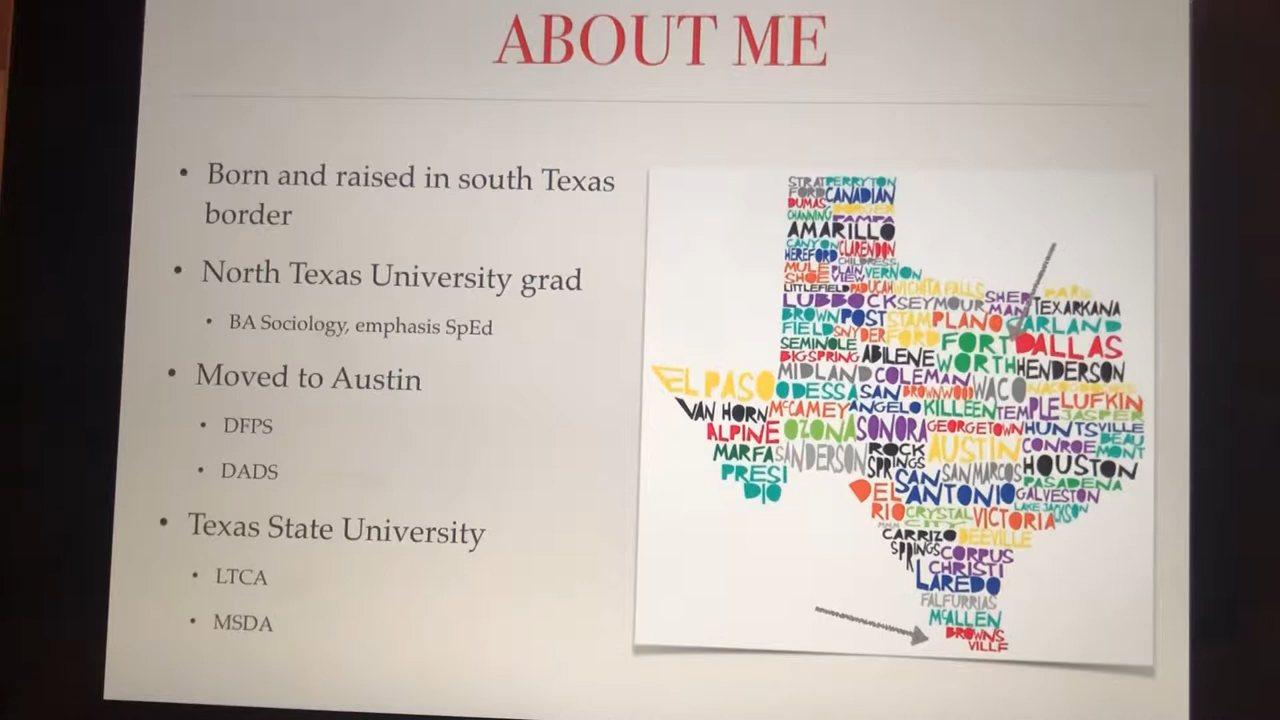 ABOUT ME
• Born and raised in south Texas
border
• North Texas University grad
• BA Sociology, emphasis SpEd
• Moved to Austin
• DFPS
• DADS
• Texas State University
• LTCA
• MSDA
STRAT PERRYTON
FORD CANADIAN
DUMAS
CHANNING BORGER
PAMPA
AMARILLO
CANYON CLARENDON
HEREFORD CHILDRESS
MULE PLAIN VERNON
SHOE VIEW
LITTLEFIELD PADUCAH WICHITA FALLS SHER PARIS
LUBBOCK SEYMOUR MAN TEXARKANA
BROWN POST STAM PLANO GARLAND
FIELD SNYDER FORD FORT DALLAS
SEMINOLE
BIG SPRING ABILENE WORTH HENDERSON
MIDLAND COLEMAN WACO
EL PASO ODESSA SAN BROWNWOOD LUFKIN
VAN HORN MCCAMEY ANGELO KILLEEN TEMPLE JASPER
ALPINE OZONA SONORA GEORGETOWN HUNTSVILLE
MARFA SANDERSON ROCK AUSTIN CONROE BEAU
MONT
SPRINGS SAN MARCOS HOUSTON
PRESI SAN PASADENA
DIO DEL ANTONIO GALVESTON
RIO CRYSTAL VICTORIA LAKE JACKSON
CITY
CARRIZO BEEVILLE
SPRINGS CORPUS
CHRISTI
LAREDO
FALFURRIAS
MCALLEN
BROWNS
VILLE